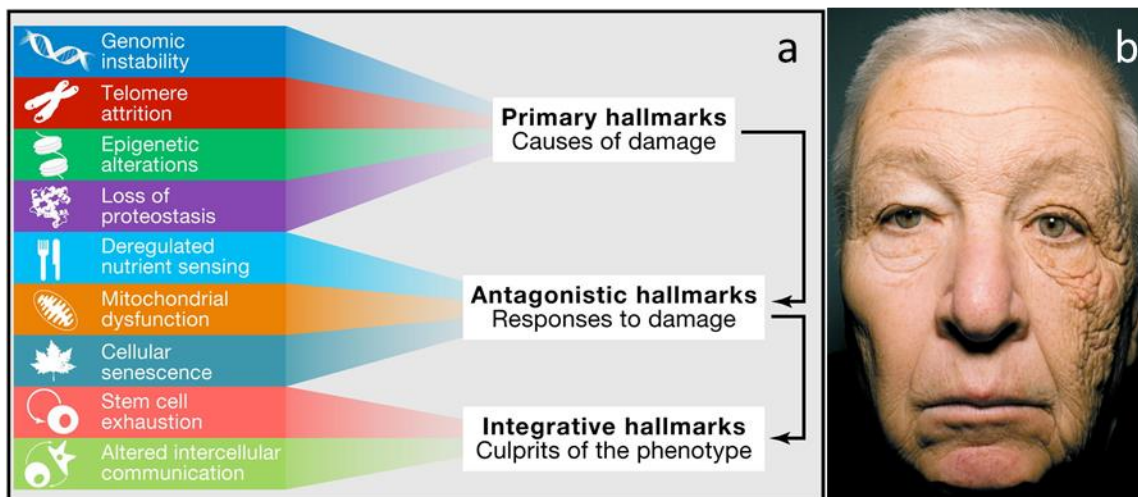 Genomic
instability
Telomere
attrition
Epigenetic
alterations
Loss of
proteostasis
Deregulated
nutrient sensing
Mitochondrial
dysfunction
Cellular
senescence
Stem cell
exhaustion
Altered intercellular
communication
a
Primary hallmarks
Causes of damage
Antagonistic hallmarks
Responses to damage
Integrative hallmarks
Culprits of the phenotype
b